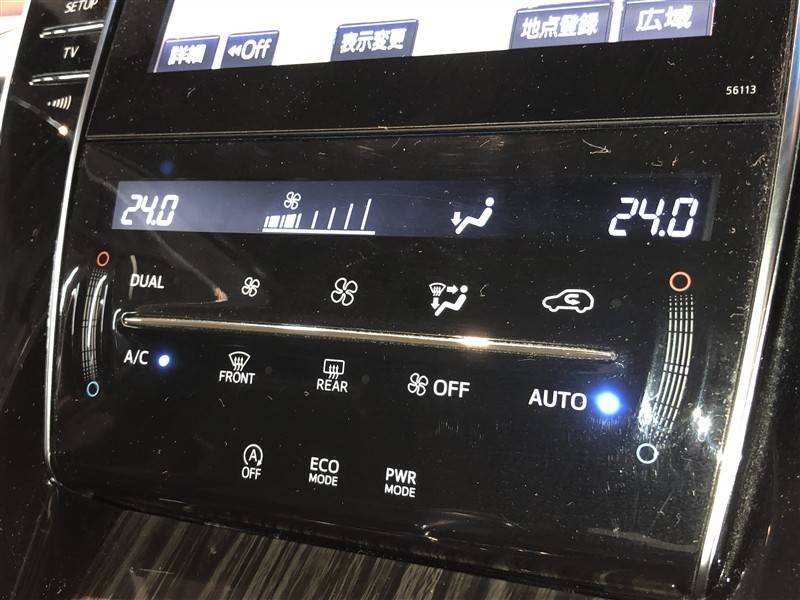 SETUP
TV
詳細 Off 表示変更 地点登録 広域
56113
24.0 24.0
DUAL
A/C FRONT REAR OFF AUTO
A OFF ECO MODE PWR MODE